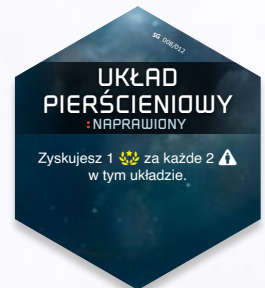 SG 008/012
UKŁAD
PIERŚCIENIOWY
:NAPRAWIONY
Zyskujesz 1 za każde 2
w tym układzie.